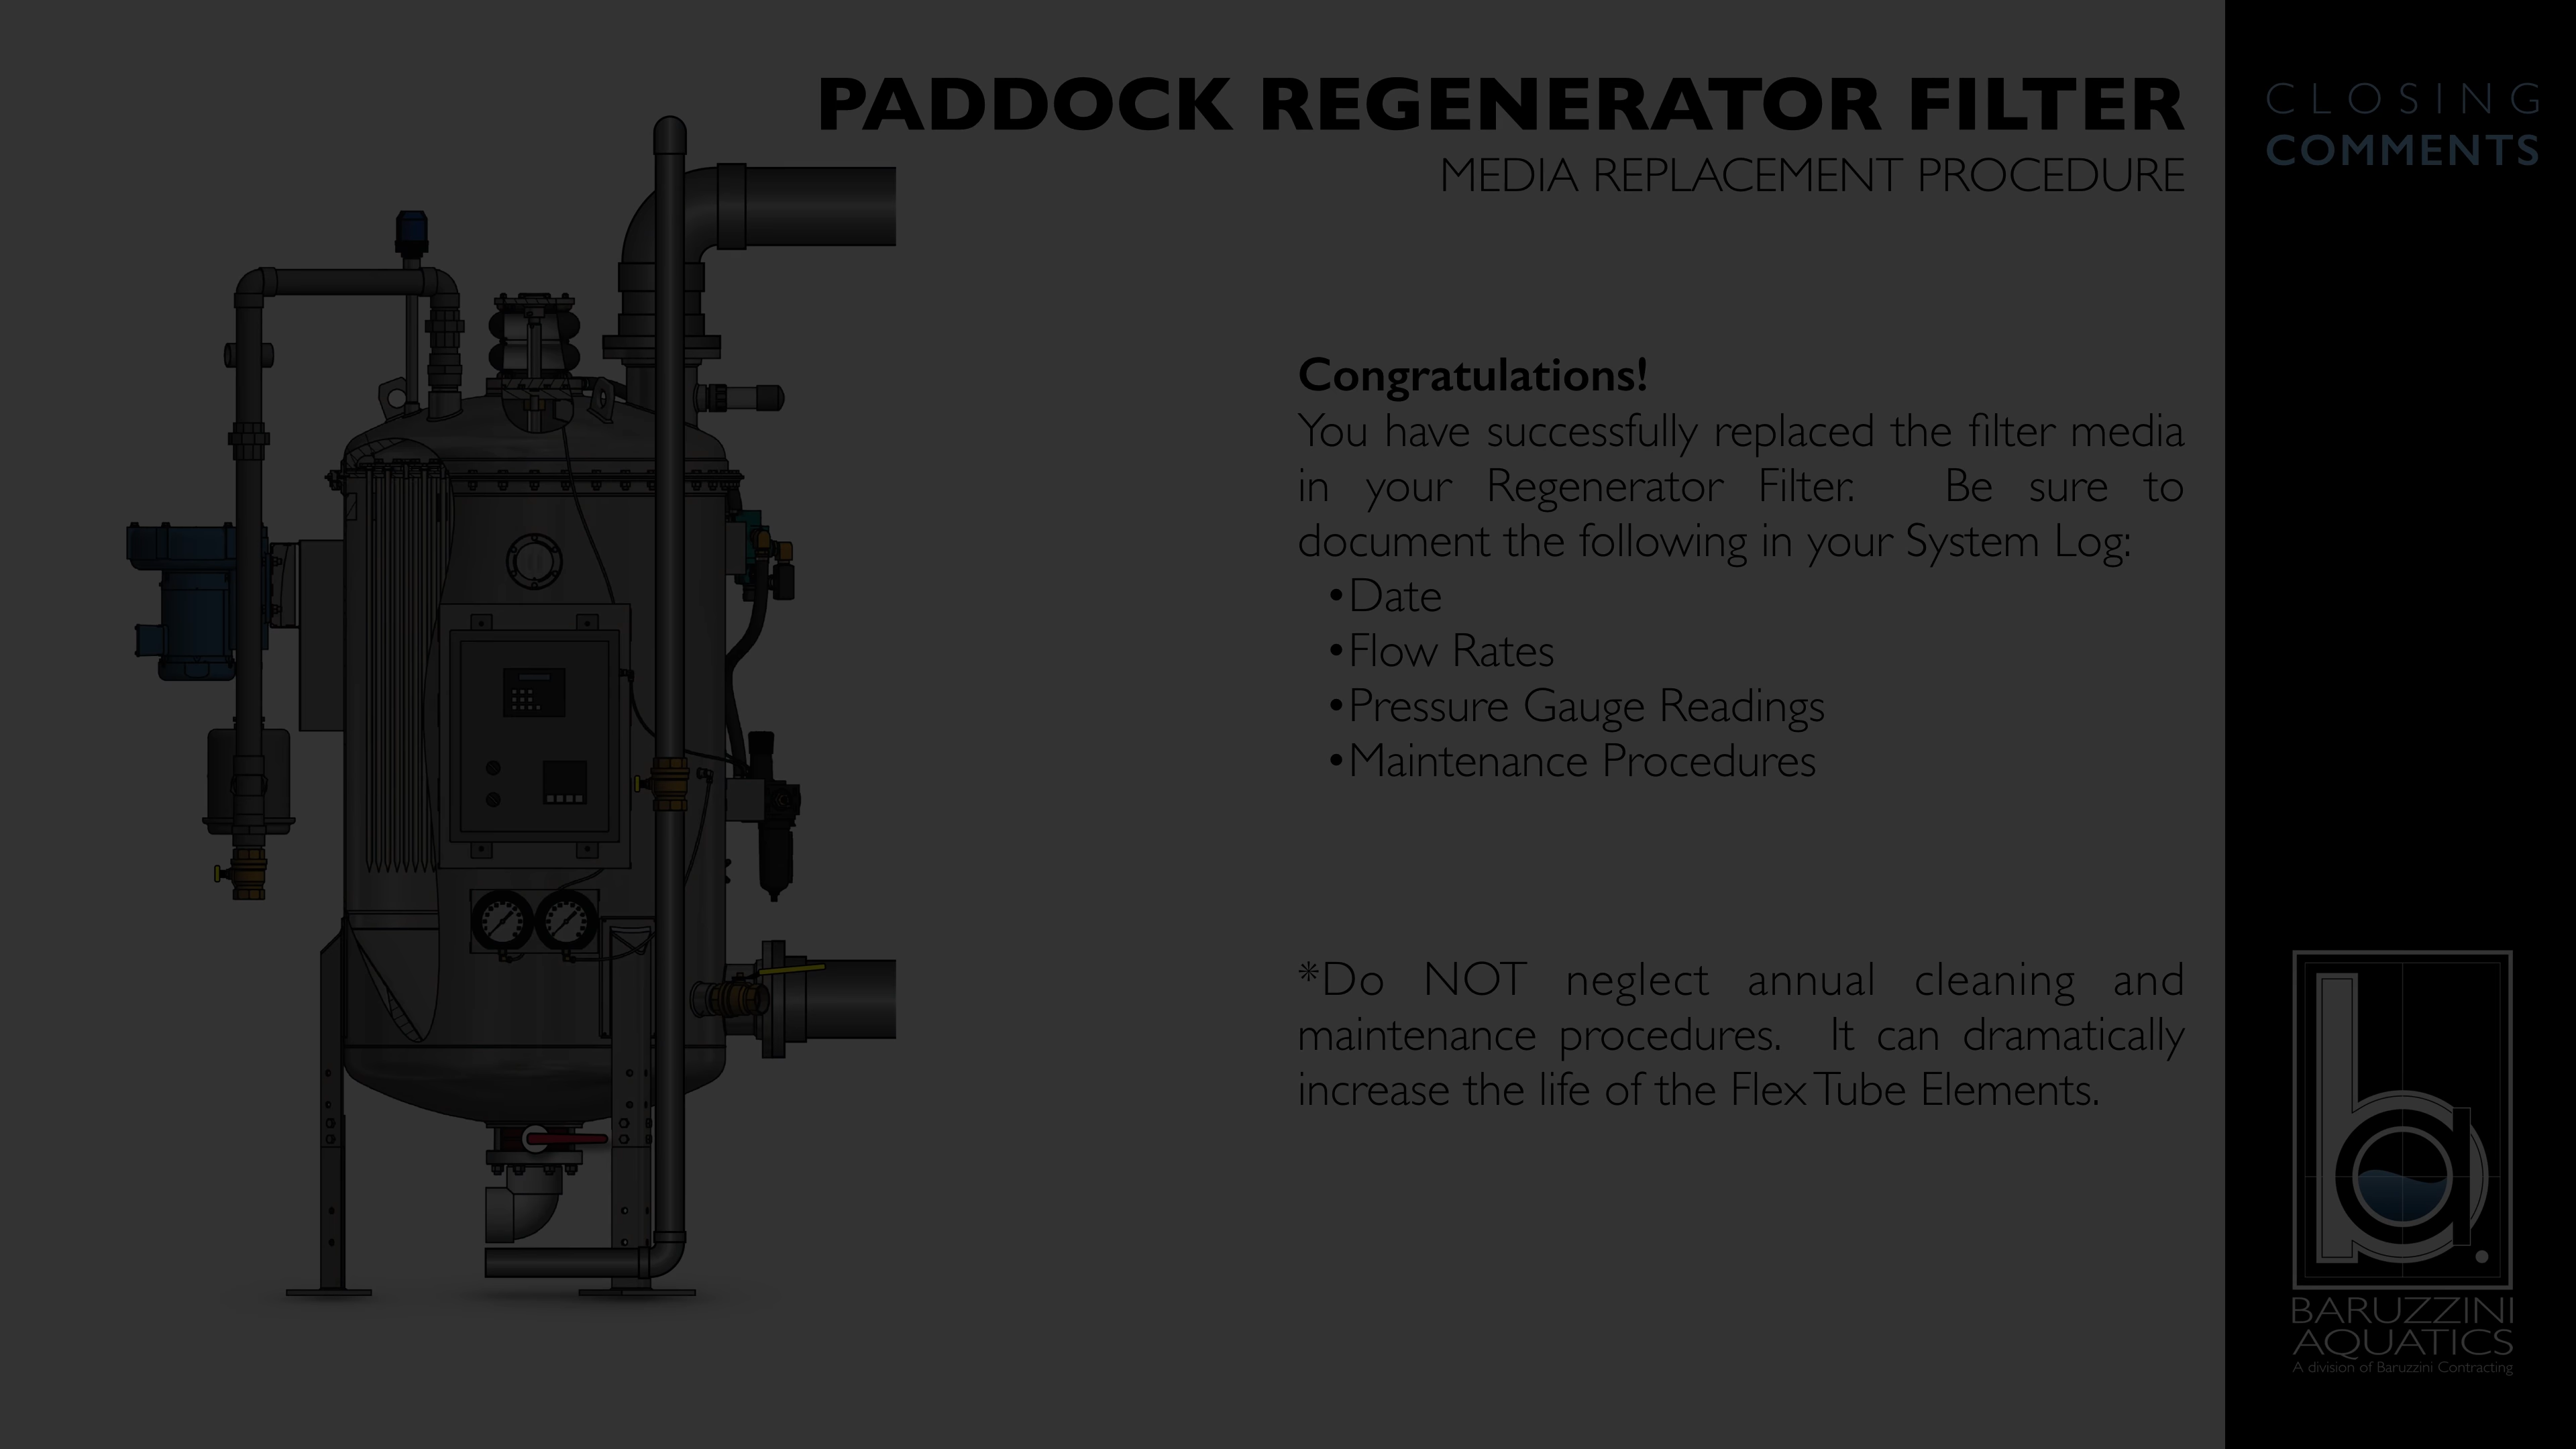 PADDOCK REGENERATOR FILTER
MEDIA REPLACEMENT PROCEDURE
CLOSING
COMMENTS
Congratulations!
You have successfully replaced the filter media
in your Regenerator Filter. Be sure to
document the following in your System Log:
•Date
•Flow Rates
•Pressure Gauge Readings
•Maintenance Procedures
*Do NOT neglect annual cleaning and
maintenance procedures. It can dramatically
increase the life of the Flex Tube Elements.
ba.
BARUZZINI
AQUATICS
A division of Baruzzini Contracting